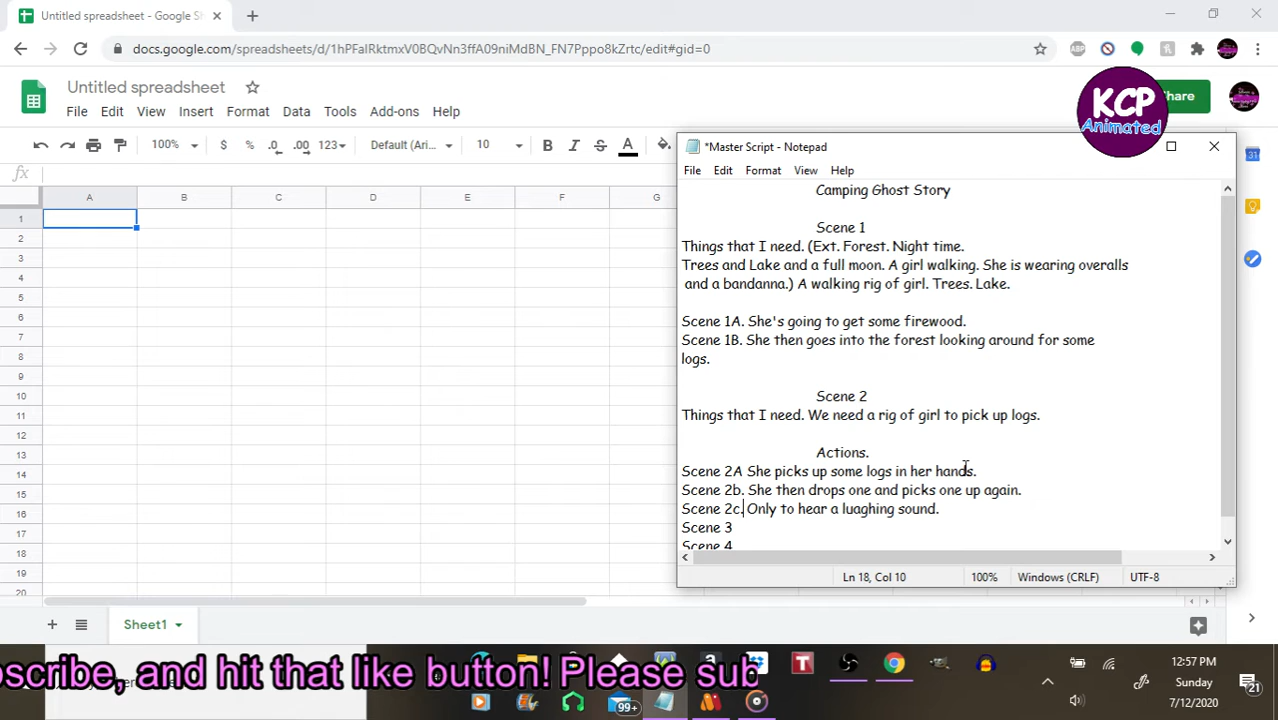 Untitled spreadsheet - Google Sh
docs.google.com/spreadsheets/d/1hPFaIRktmxV0BQvNn3ffA09niMdBN_FN7Pppo8kZrtc/edit#gid=0
ABP
Untitled spreadsheet
File Edit View Insert Format Data Tools Add-ons Help
Share
KCP
Animated
100% $ % .0 .00 123 Default (Ari... 10 B I S A
fx
A B C D E F G
1
2
3
4
5
6
7
8
9
10
11
12
13
14
15
16
17
18
19
20
*Master Script - Notepad
File Edit Format View Help
Camping Ghost Story
Scene 1
Things that I need. (Ext. Forest. Night time.
Trees and Lake and a full moon. A girl walking. She is wearing overalls
and a bandanna.) A walking rig of girl. Trees. Lake.
Scene 1A. She's going to get some firewood.
Scene 1B. She then goes into the forest looking around for some
logs.
Scene 2
Things that I need. We need a rig of girl to pick up logs.
Actions.
Scene 2A She picks up some logs in her hands.
Scene 2b. She then drops one and picks one up again.
Scene 2c. Only to hear a luaghing sound.
Scene 3
Scene 4
Ln 18, Col 10 100% Windows (CRLF) UTF-8
31
Sheet1
bscribe, and hit that like button! Please sub
T
99+
12:57 PM
Sunday
7/12/2020
21